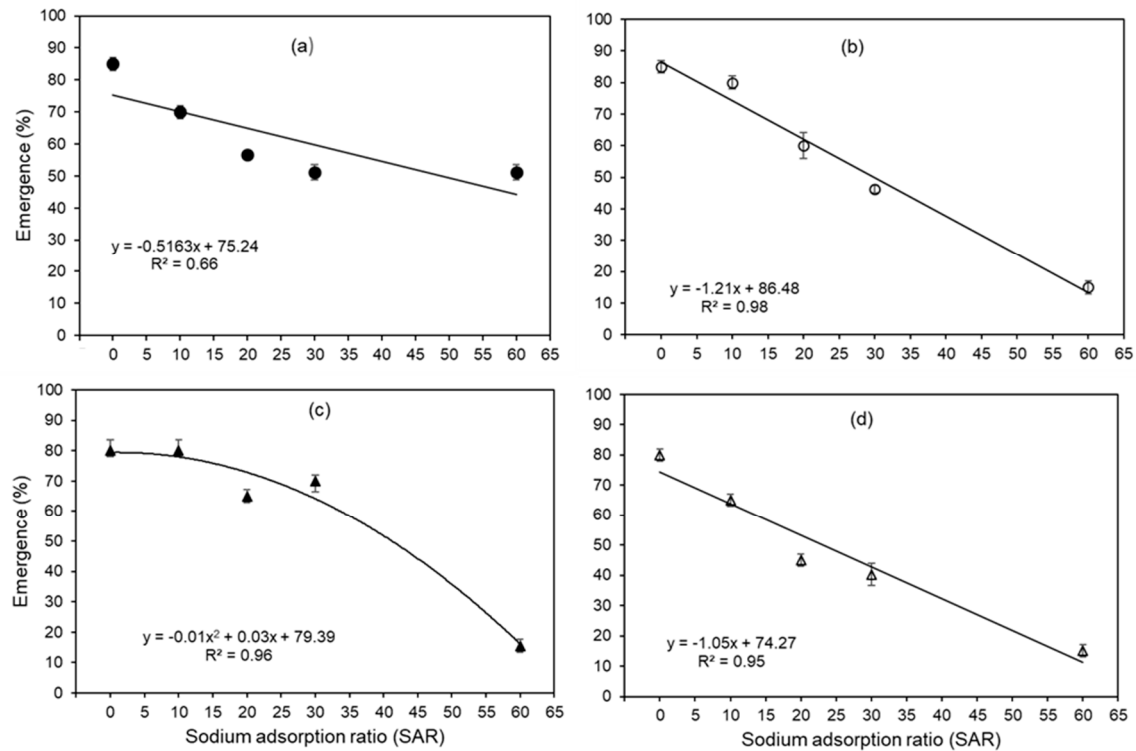 100
90
80
70
60
50
40
30
20
10
0
Emergence (%)
(a)
y = -0.5163x + 75.24
R² = 0.66
0 5 10 15 20 25 30 35 40 45 50 55 60 65
100
90
80
70
60
50
40
30
20
10
0
(b)
y = -1.21x + 86.48
R² = 0.98
0 5 10 15 20 25 30 35 40 45 50 55 60 65
100
90
80
70
60
50
40
30
20
10
0
Emergence (%)
(c)
y = -0.01x² + 0.03x + 79.39
R² = 0.96
0 5 10 15 20 25 30 35 40 45 50 55 60 65
Sodium adsorption ratio (SAR)
100
90
80
70
60
50
40
30
20
10
0
(d)
y = -1.05x + 74.27
R² = 0.95
0 5 10 15 20 25 30 35 40 45 50 55 60 65
Sodium adsorption ratio (SAR)